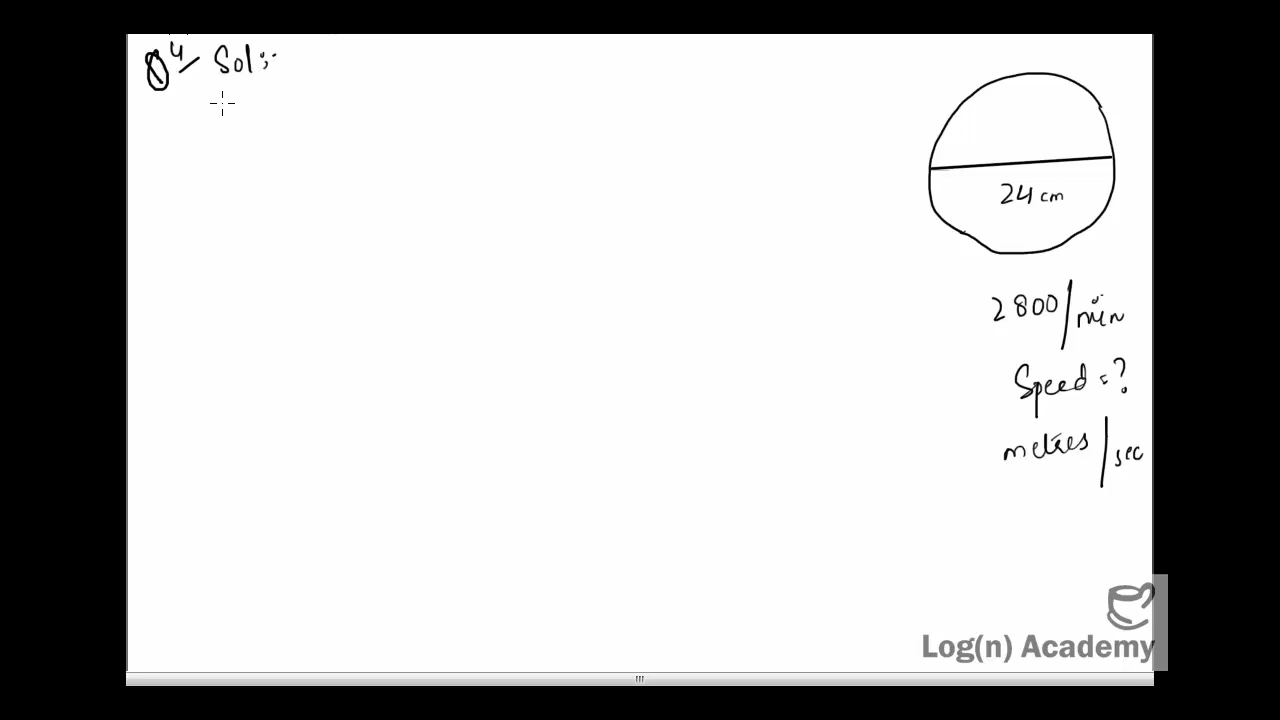 Q4- Sol:-
24 cm
2800/min
Speed = ?
metres/sec
Log(n) Academy